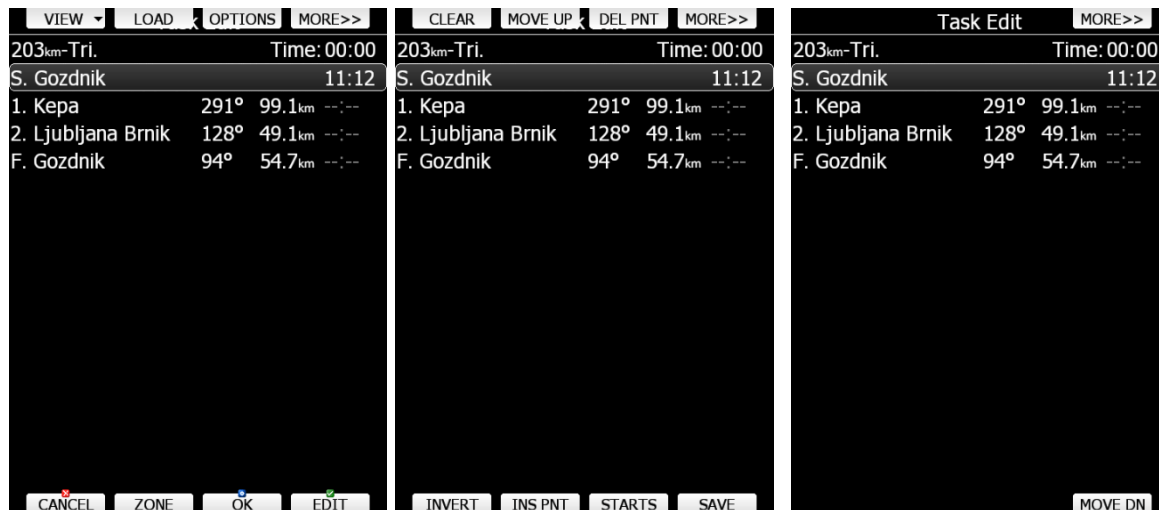 VIEW LOAD OPTIONS MORE>>
Task Edit
203km-Tri. Time: 00:00
S. Gozdnik 11:12
1. Kepa 291° 99.1km --:--
2. Ljubljana Brnik 128° 49.1km --:--
F. Gozdnik 94° 54.7km --:--
CANCEL ZONE OK EDIT
CLEAR MOVE UP DEL PNT MORE>>
Task Edit
203km-Tri. Time: 00:00
S. Gozdnik 11:12
1. Kepa 291° 99.1km --:--
2. Ljubljana Brnik 128° 49.1km --:--
F. Gozdnik 94° 54.7km --:--
INVERT INS PNT STARTS SAVE
Task Edit MORE>>
203km-Tri. Time: 00:00
S. Gozdnik 11:12
1. Kepa 291° 99.1km --:--
2. Ljubljana Brnik 128° 49.1km --:--
F. Gozdnik 94° 54.7km --:--
MOVE DN